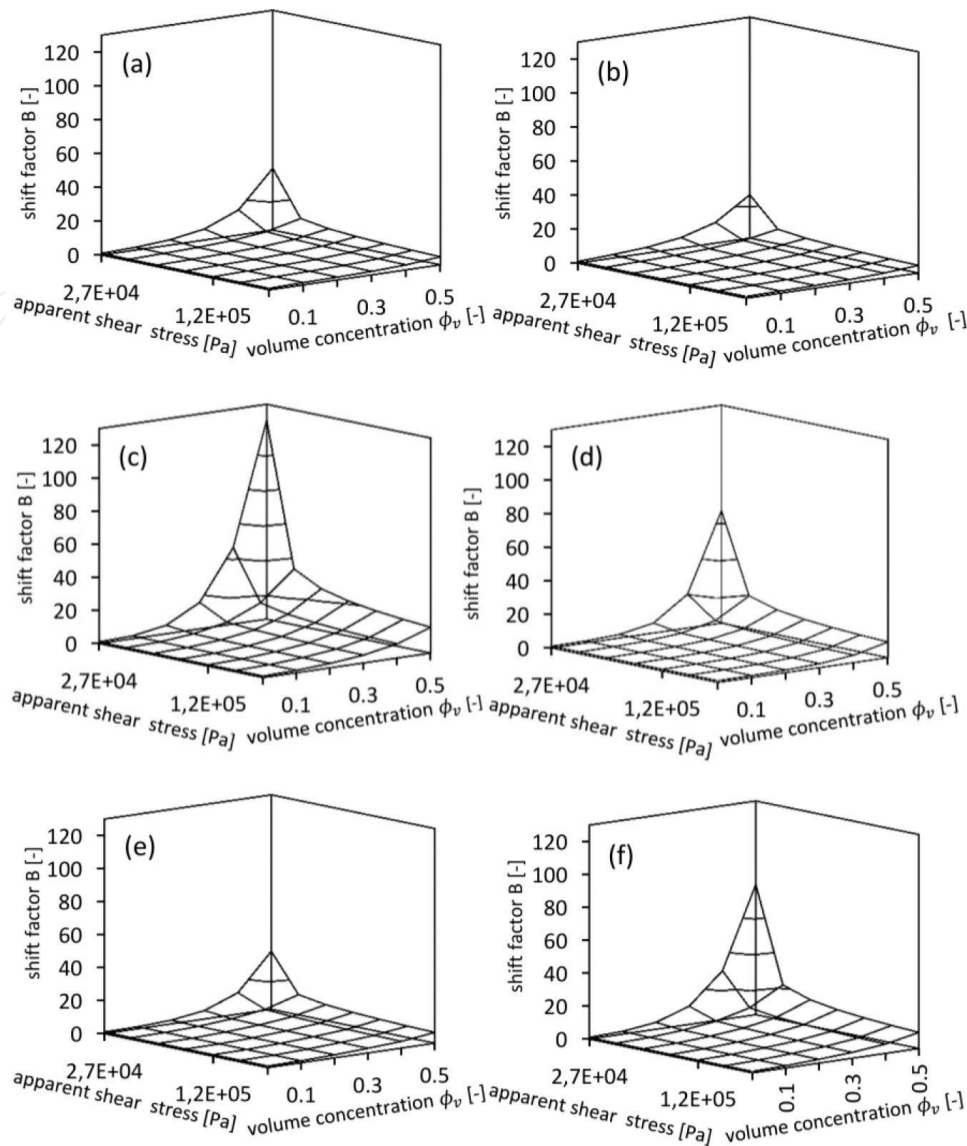 (a)
shift factor B [-]
120
100
80
60
40
20
0
2,7E+04
1,2E+05
apparent shear stress [Pa]
0.1
0.3
0.5
volume concentration ϕᵥ [-]
(b)
shift factor B [-]
120
100
80
60
40
20
0
2,7E+04
1,2E+05
apparent shear stress [Pa]
0.1
0.3
0.5
volume concentration ϕᵥ [-]
(c)
shift factor B [-]
120
100
80
60
40
20
0
2,7E+04
1,2E+05
apparent shear stress [Pa]
0.1
0.3
0.5
volume concentration ϕᵥ [-]
(d)
shift factor B [-]
120
100
80
60
40
20
0
2,7E+04
1,2E+05
apparent shear stress [Pa]
0.1
0.3
0.5
volume concentration ϕᵥ [-]
(e)
shift factor B [-]
120
100
80
60
40
20
0
2,7E+04
1,2E+05
apparent shear stress [Pa]
0.1
0.3
0.5
volume concentration ϕᵥ [-]
(f)
shift factor B [-]
120
100
80
60
40
20
0
2,7E+04
1,2E+05
apparent shear stress [Pa]
0.1
0.3
0.5
volume concentration ϕᵥ [-]